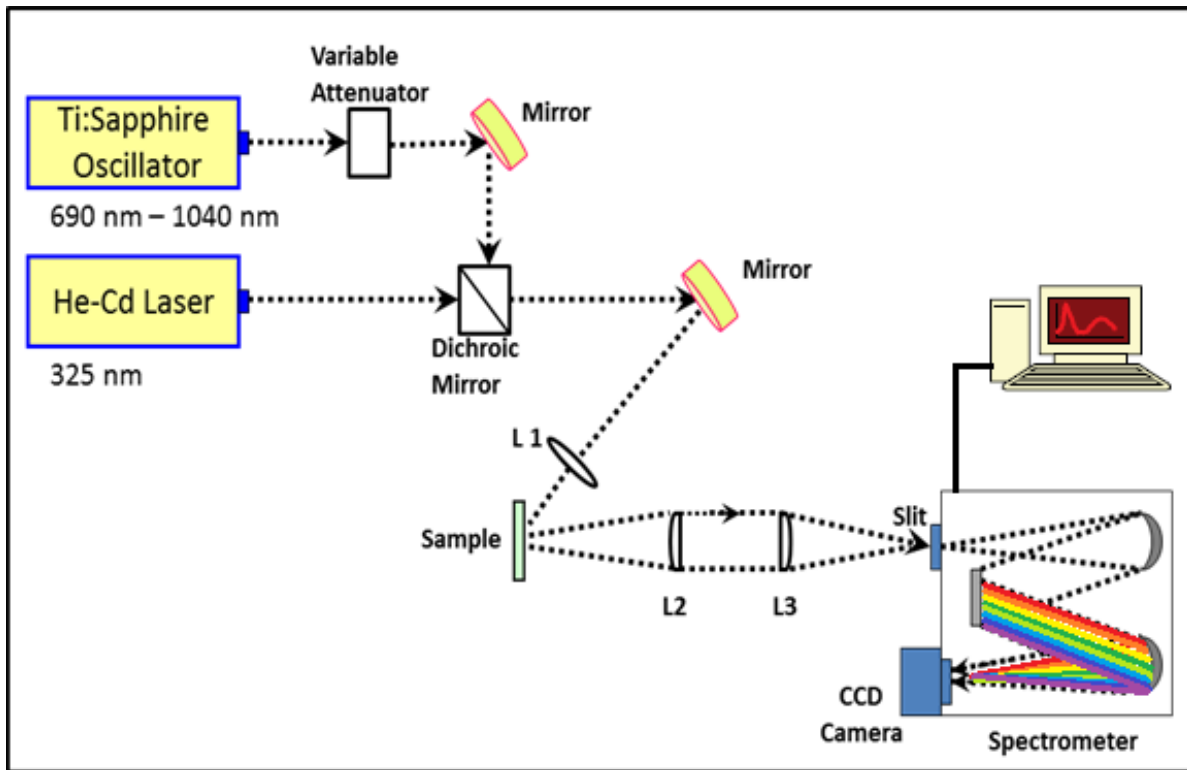 Variable
Attenuator
Ti:Sapphire
Oscillator
Mirror
690 nm – 1040 nm
He-Cd Laser
Mirror
325 nm
Dichroic
Mirror
L 1
Sample
Slit
L2
L3
CCD
Camera
Spectrometer